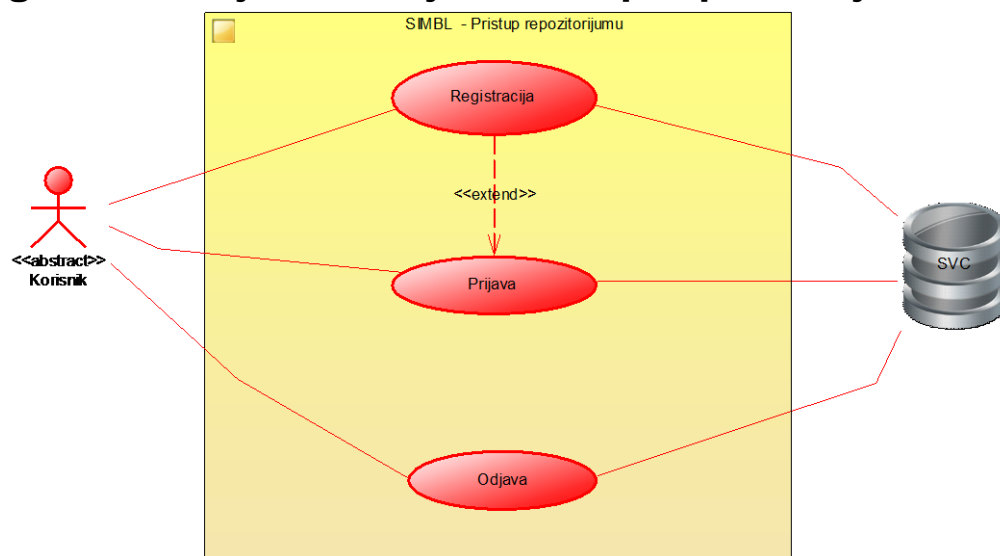 SIMBL - Pristup repozitorijumu
Registracija
<<extend>>
<<abstract>>
Korisnik
Prijava
SVC
Odjava